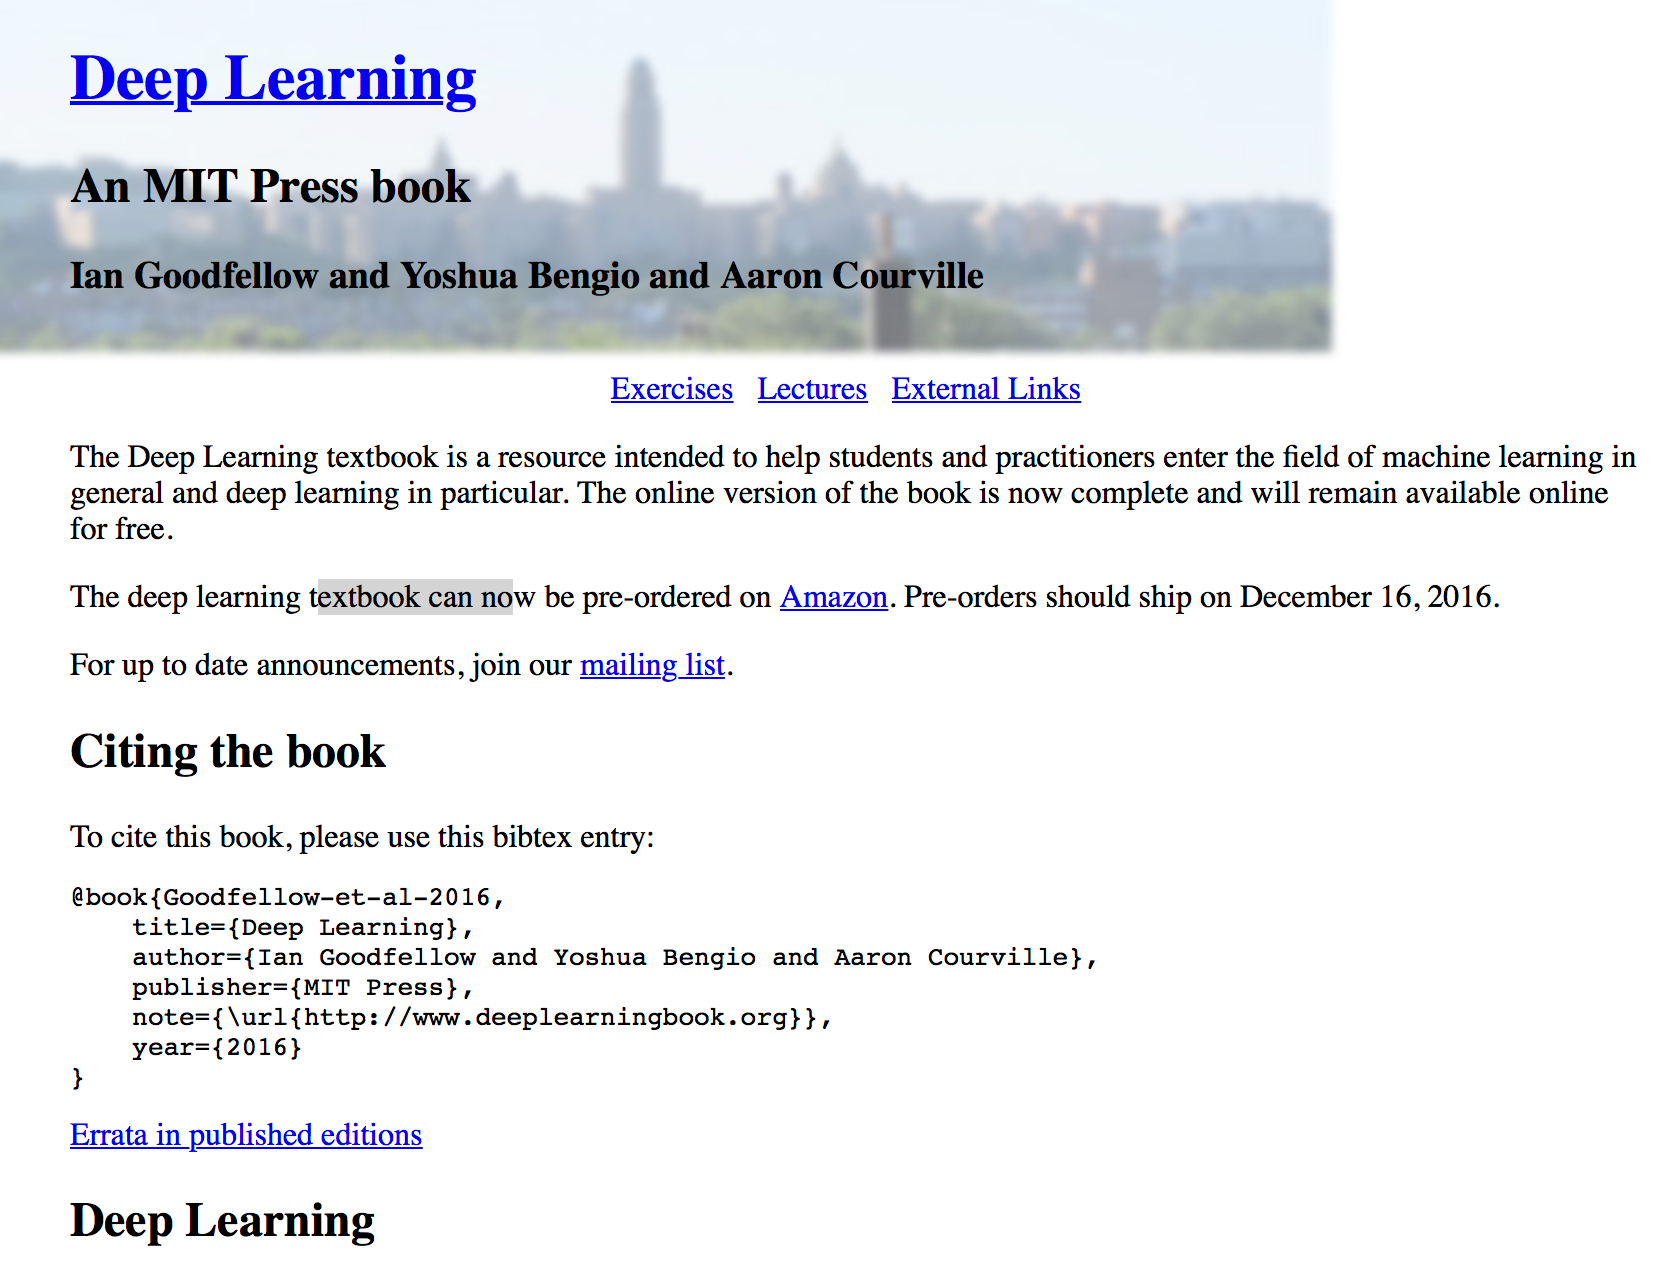 Deep Learning
An MIT Press book
Ian Goodfellow and Yoshua Bengio and Aaron Courville
Exercises Lectures External Links
The Deep Learning textbook is a resource intended to help students and practitioners enter the field of machine learning in
general and deep learning in particular. The online version of the book is now complete and will remain available online
for free.
The deep learning textbook can now be pre-ordered on Amazon. Pre-orders should ship on December 16, 2016.
For up to date announcements, join our mailing list.
Citing the book
To cite this book, please use this bibtex entry:
@book{Goodfellow-et-al-2016,
    title={Deep Learning},
    author={Ian Goodfellow and Yoshua Bengio and Aaron Courville},
    publisher={MIT Press},
    note={\url{http://www.deeplearningbook.org}},
    year={2016}
}
Errata in published editions
Deep Learning